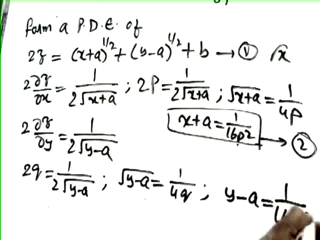 form a P.D.E. of
2z = (x+a)^{1/2} + (y-a)^{1/2} + b → ① √x
2∂z/∂x = 1/(2√(x+a)) ; 2p = 1/(2√(x+a)) ; √(x+a) = 1/(4p)
x+a = 1/(16p²) → ②
2∂z/∂y = 1/(2√(y-a))
2q = 1/(2√(y-a)) ; √(y-a) = 1/(4q) ; y-a = 1/